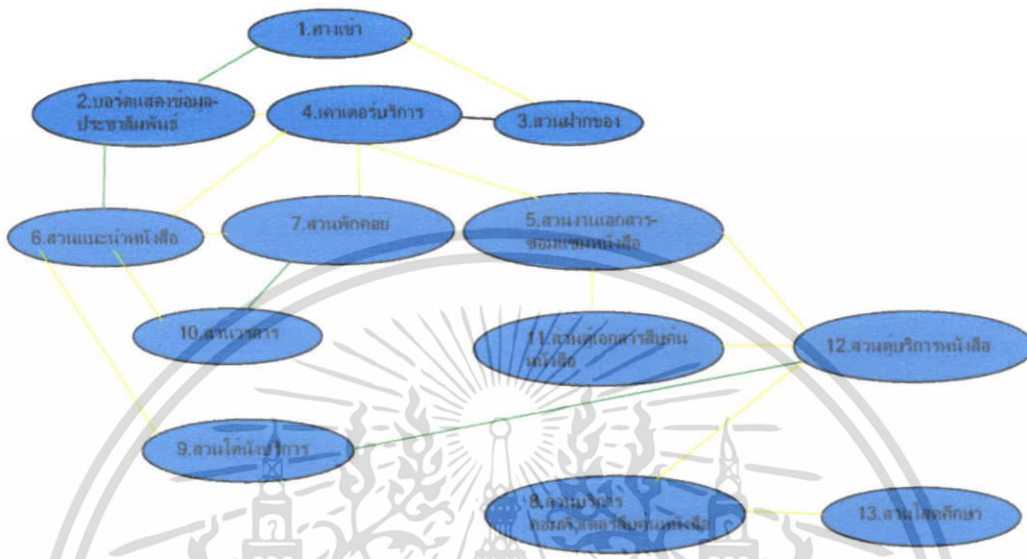 1.ทางเข้า
2.บอร์ดแสดงข้อมูล-
ประชาสัมพันธ์
4.เคาเตอร์บริการ
3.ส่วนฝากของ
6.ส่วนแนะนำหนังสือ
7.ส่วนพักคอย
5.ส่วนงานเอกสาร-
ซ่อมแซมหนังสือ
10.ส่วนวารสาร
11.ส่วนตู้เอกสารสืบค้น
หนังสือ
12.ส่วนตู้บริการหนังสือ
9.ส่วนโต๊ะนั่งบริการ
8.ส่วนบริการ
คอมพิวเตอร์สืบค้นหนังสือ
13.ส่วนโสตศึกษา